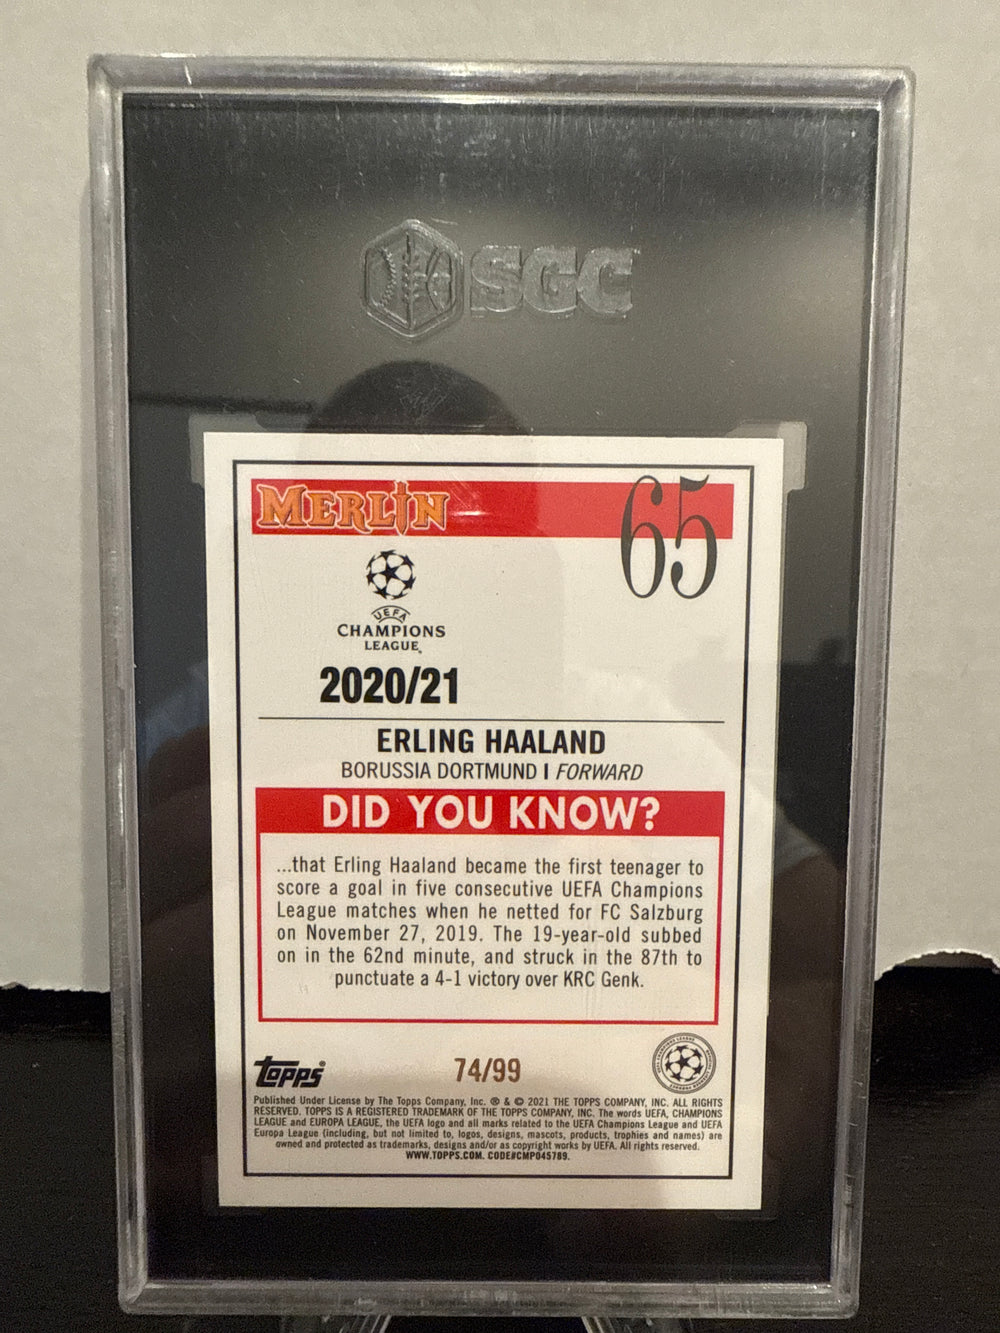 SGC
MERLIN
65
UEFA
CHAMPIONS
LEAGUE
2020/21
ERLING HAALAND
BORUSSIA DORTMUND | FORWARD
DID YOU KNOW?
...that Erling Haaland became the first teenager to
score a goal in five consecutive UEFA Champions
League matches when he netted for FC Salzburg
on November 27, 2019. The 19-year-old subbed
on in the 62nd minute, and struck in the 87th to
punctuate a 4-1 victory over KRC Genk.
Topps®
74/99
Published Under License by The Topps Company, Inc. ® & © 2021 THE TOPPS COMPANY, INC. ALL RIGHTS
RESERVED. TOPPS IS A REGISTERED TRADEMARK OF THE TOPPS COMPANY, INC. The words UEFA, CHAMPIONS
LEAGUE and EUROPA LEAGUE, the UEFA logo and all marks related to the UEFA Champions League and UEFA
Europa League (including, but not limited to, logos, designs, mascots, products, trophies and names) are
owned and protected as trademarks, designs and/or as copyright works by UEFA. All rights reserved.
WWW.TOPPS.COM. CODE#CMP045789.